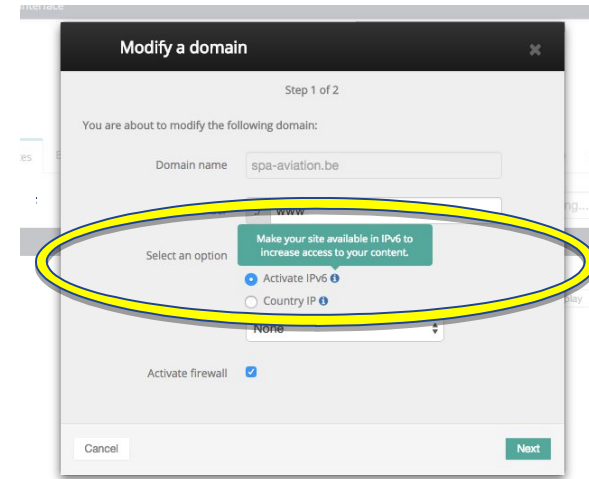 interface
Modify a domain
Step 1 of 2
You are about to modify the following domain:
Domain name
spa-aviation.be
www
Make your site available in IPv6 to
increase access to your content.
Select an option
Activate IPv6
Country IP
None
Activate firewall
Cancel
Next